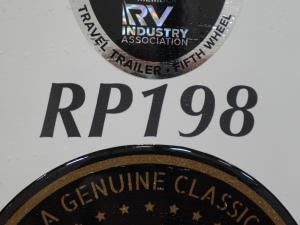 RV
INDUSTRY
ASSOCIATION
TRAVEL TRAILER • FIFTH WHEEL
RP198
A GENUINE CLASSIC